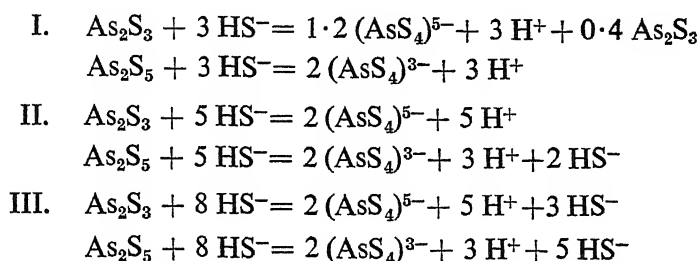 I. As₂S₃ + 3 HS⁻ = 1·2 (AsS₄)⁵⁻ + 3 H⁺ + 0·4 As₂S₃
As₂S₅ + 3 HS⁻ = 2 (AsS₄)³⁻ + 3 H⁺
II. As₂S₃ + 5 HS⁻ = 2 (AsS₄)⁵⁻ + 5 H⁺
As₂S₅ + 5 HS⁻ = 2 (AsS₄)³⁻ + 3 H⁺ + 2 HS⁻
III. As₂S₃ + 8 HS⁻ = 2 (AsS₄)⁵⁻ + 5 H⁺ + 3 HS⁻
As₂S₅ + 8 HS⁻ = 2 (AsS₄)³⁻ + 3 H⁺ + 5 HS⁻